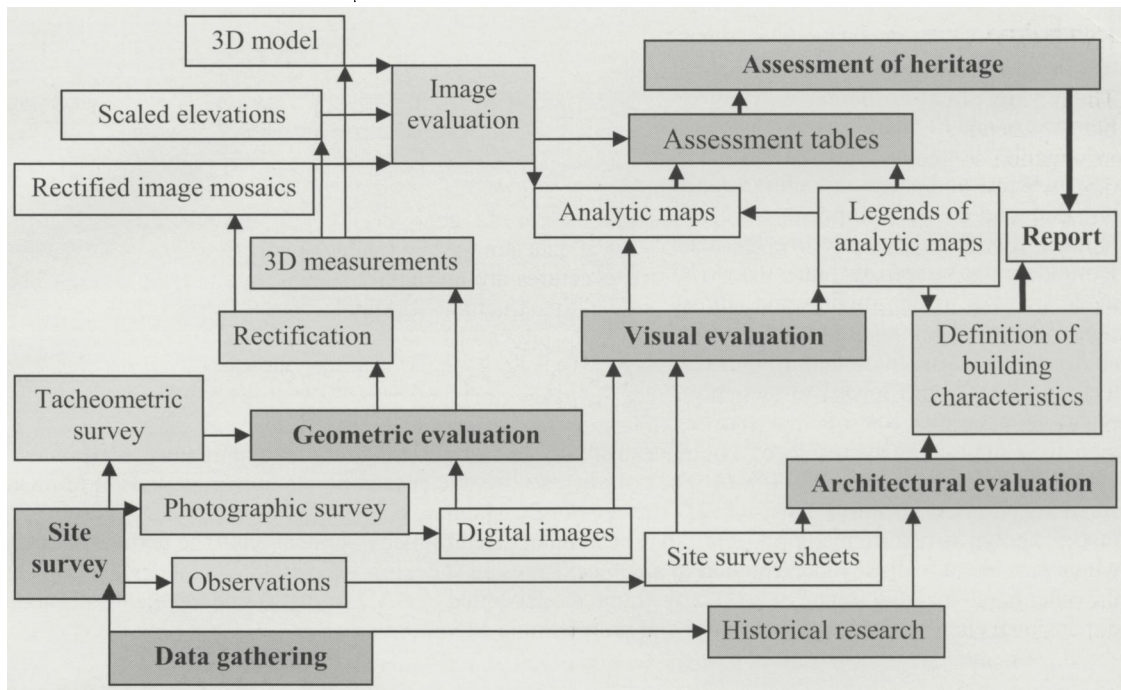 3D model
Assessment of heritage
Image
evaluation
Scaled elevations
Assessment tables
Rectified image mosaics
Analytic maps
Legends of
analytic maps
Report
3D measurements
Rectification
Visual evaluation
Definition of
building
characteristics
Tacheometric
survey
Geometric evaluation
Architectural evaluation
Photographic survey
Site
survey
Digital images
Site survey sheets
Observations
Historical research
Data gathering